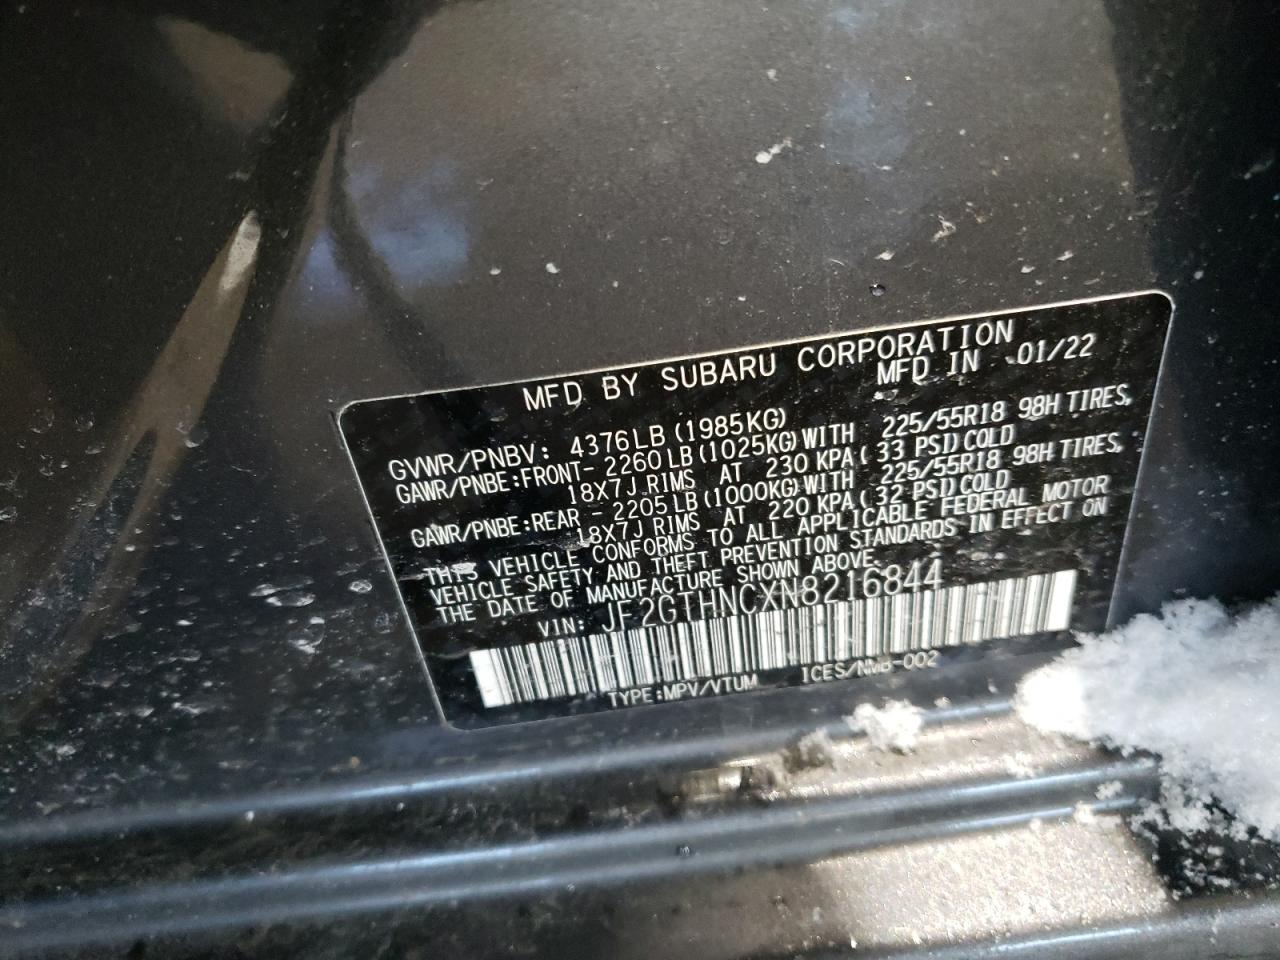 MFD BY SUBARU CORPORATION
MFD IN 01/22
GVWR/PNBV: 4376LB (1985KG)
GAWR/PNBE:FRONT- 2260 LB (1025KG) WITH 225/55R18 98H TIRES,
18X7J RIMS AT 230 KPA ( 33 PSI) COLD
GAWR/PNBE:REAR - 2205 LB (1000KG) WITH 225/55R18 98H TIRES,
18X7J RIMS AT 220 KPA ( 32 PSI) COLD
THIS VEHICLE CONFORMS TO ALL APPLICABLE FEDERAL MOTOR
VEHICLE SAFETY AND THEFT PREVENTION STANDARDS IN EFFECT ON
THE DATE OF MANUFACTURE SHOWN ABOVE.
VIN: JF2GTHNCXN8216844
TYPE:MPV/VTUM ICES/NMB-002